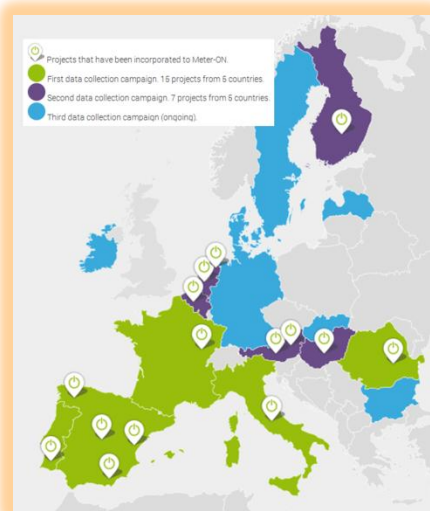 Projects that have been incorporated to Meter-ON.
First data collection campaign. 15 projects from 5 countries.
Second data collection campaign. 7 projects from 5 countries.
Third data collection campaign (ongoing).